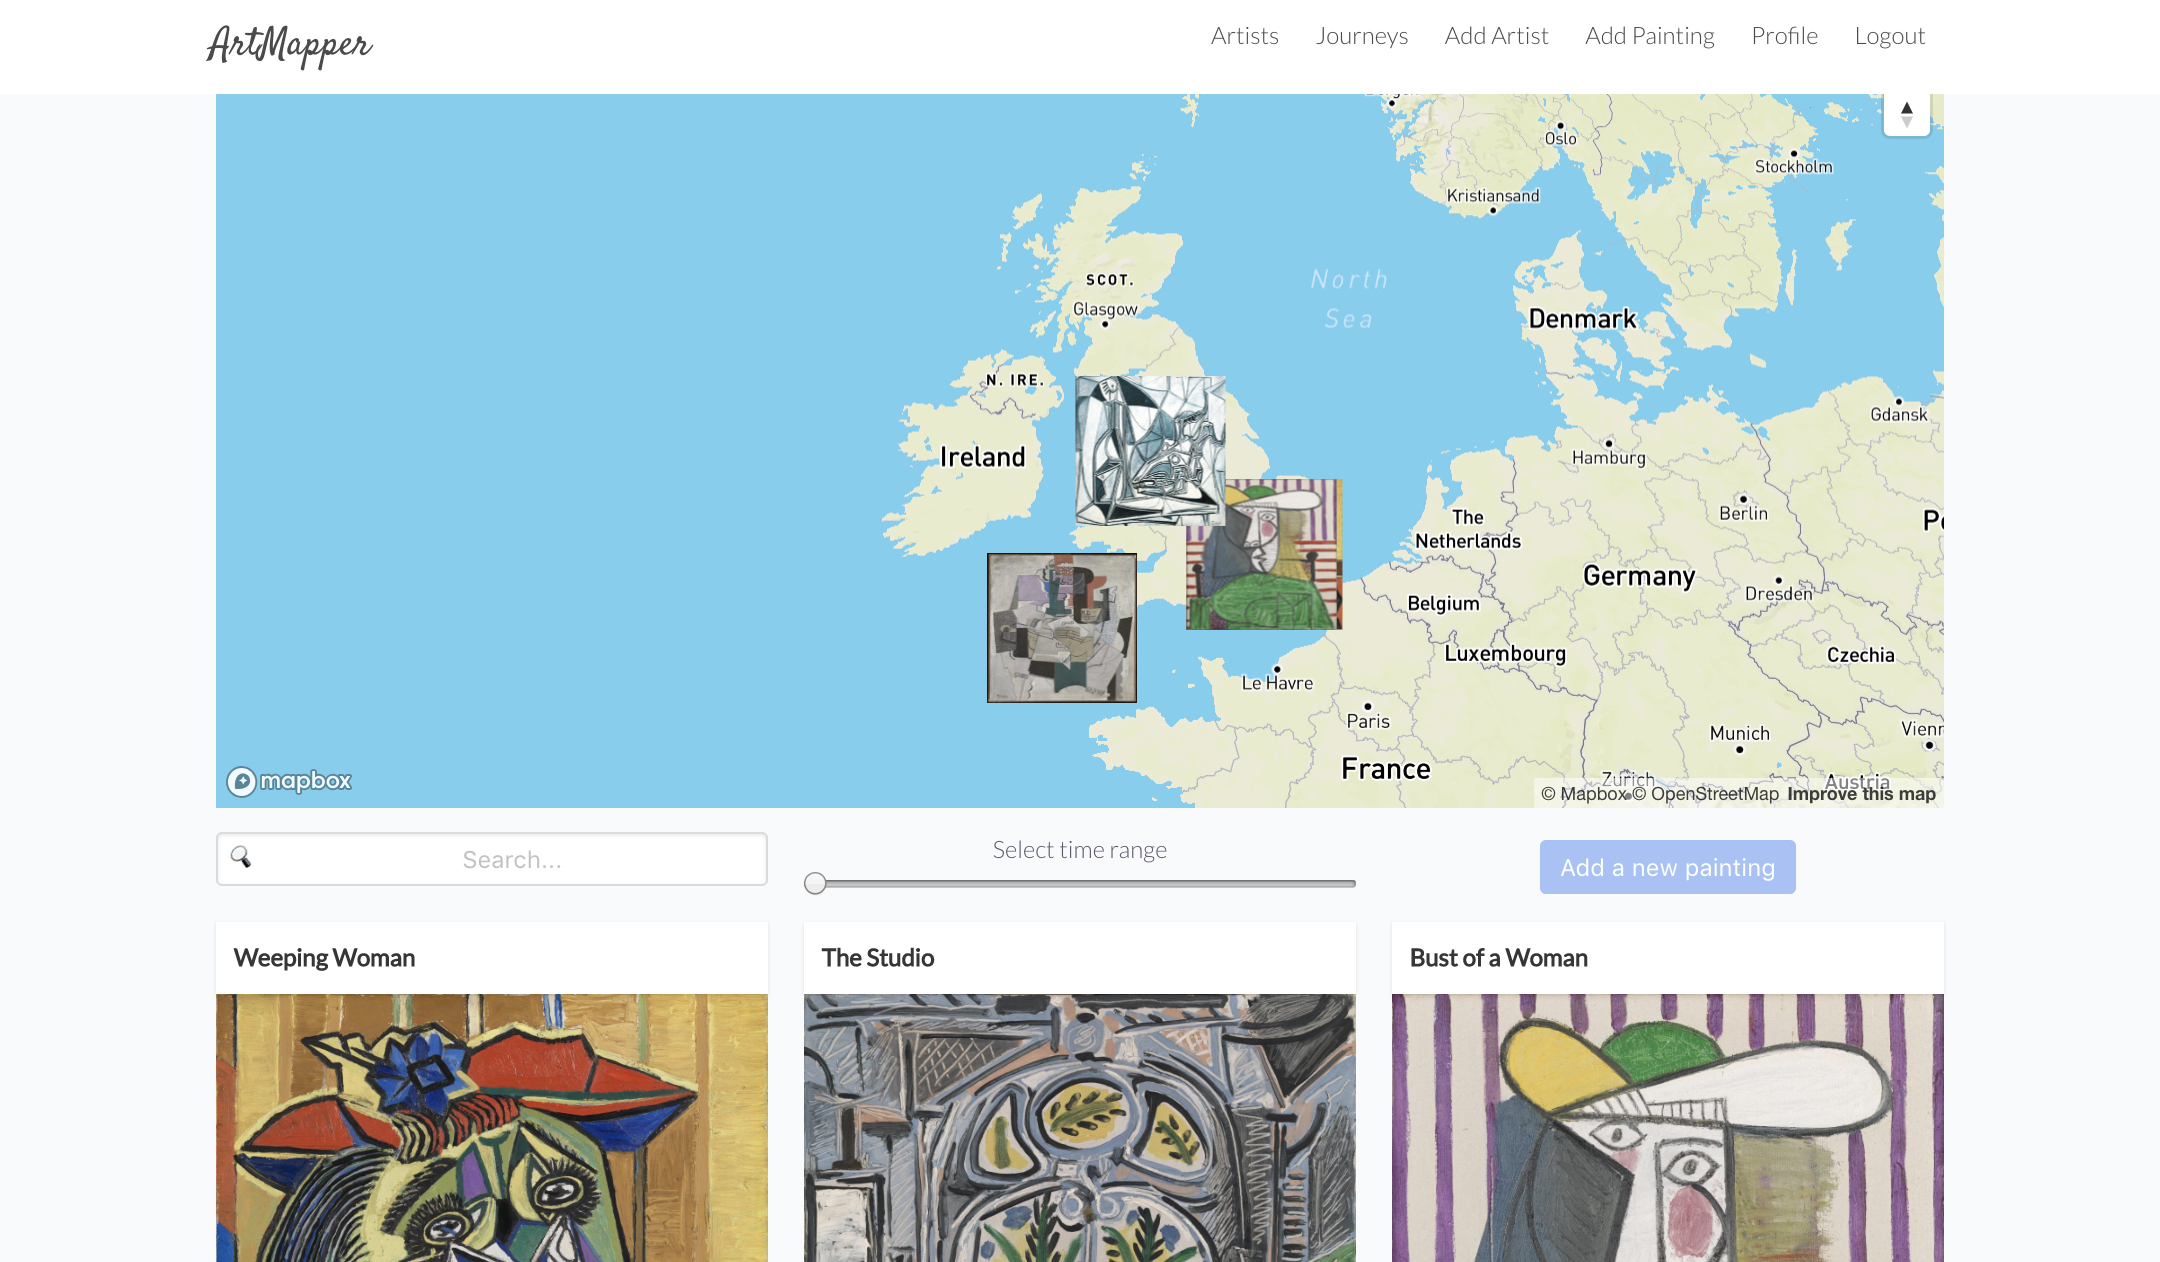 ArtMapper
Artists Journeys Add Artist Add Painting Profile Logout
Oslo
Stockholm
Kristiansand
SCOT.
Glasgow
North
Sea
Denmark
N. IRE.
Gdansk
Ireland
Hamburg
Berlin
The
Netherlands
Germany
Dresden
Belgium
Luxembourg
Czechia
Le Havre
Paris
Munich
France
Zurich
Austria
mapbox
© Mapbox © OpenStreetMap Improve this map
Search...
Select time range
Add a new painting
Weeping Woman
The Studio
Bust of a Woman